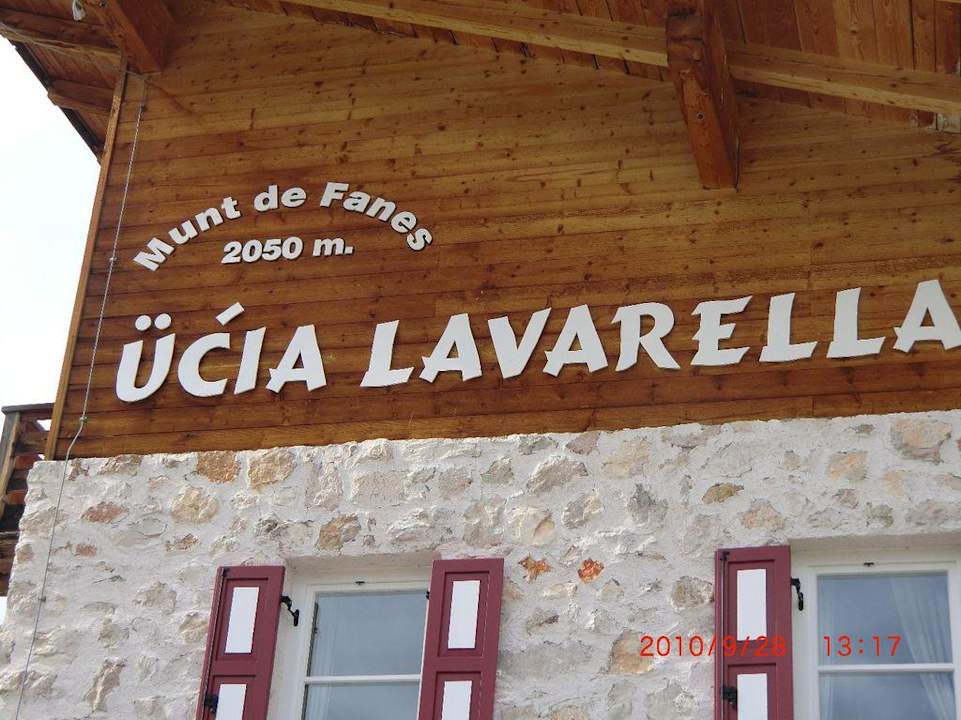 Munt de Fanes
2050 m.
ÜĆIA LAVARELLA
2010/9/28 13:17